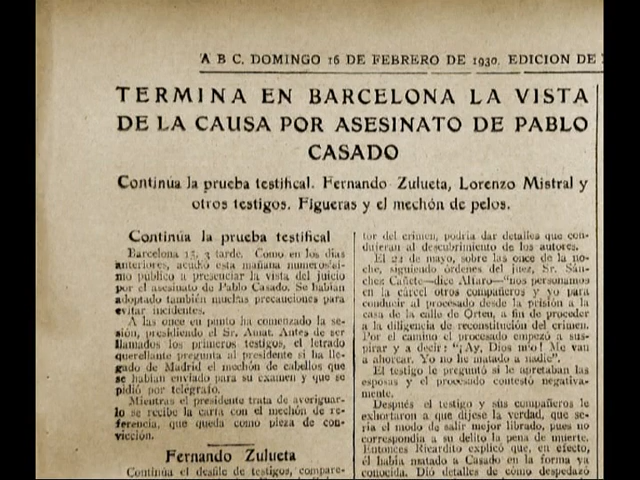 A B C. DOMINGO 16 DE FEBRERO DE 1930. EDICION DE
TERMINA EN BARCELONA LA VISTA
DE LA CAUSA POR ASESINATO DE PABLO
CASADO
Continúa la prueba testifical. Fernando Zulueta, Lorenzo Mistral y
otros testigos. Figueras y el mechón de pelos.
Continúa la prueba testifical
Barcelona 15, 3 tarde. Como en los días
anteriores, acudió esta mañana numerosísi-
mo público a presenciar la vista del juicio
por el asesinato de Pablo Casado. Se habían
adoptado también muchas precauciones para
evitar incidentes.
A las once en punto ha comenzado la se-
sión, presidiendo el Sr. Amat. Antes de ser
llamados los primeros testigos, el letrado
querellante pregunta al presidente si ha lle-
gado de Madrid el mechón de cabellos que
se habían enviado para su examen y que se
pidió por telégrafo.
Mientras el presidente trata de averiguar-
lo se recibe la carta con el mechón de re-
ferencia, que queda como pieza de con-
vicción.
Fernando Zulueta
Continúa el desfile de testigos, compare-
tor del crimen, podría dar detalles que con-
dujeran al descubrimiento de los autores.
El 21 de mayo, sobre las once de la no-
che, siguiendo órdenes del juez, Sr. Sán-
chez Cañete—dice Alfaro—"nos personamos
en la cárcel otros compañeros y yo para
conducir al procesado desde la prisión a la
casa de la calle de Orteu, a fin de proceder
a la diligencia de reconstitución del crimen.
Por el camino el procesado empezó a sus-
pirar y a decir: "¡Ay, Dios mío! Me van
a ahorcar. Yo no he matado a nadie".
El testigo le preguntó si le apretaban las
esposas y el procesado contestó negativa-
mente.
Después el testigo y sus compañeros le
exhortaron a que dijese la verdad, que se-
ría el modo de salir mejor librado, pues no
correspondía a su delito la pena de muerte.
Entonces Ricardito explicó que, en efecto,
él había matado a Casado en la forma ya
conocida. Dió detalles de cómo despedazó